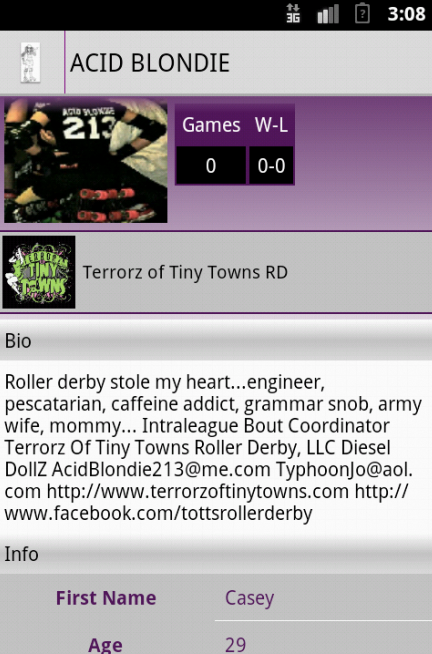 3G ? 3:08
ACID BLONDIE
ACID BLONDIE
213
Games W-L
0 0-0
TERRORZ
TINY
TOWNS
Terrorz of Tiny Towns RD
Bio
Roller derby stole my heart...engineer,
pescatarian, caffeine addict, grammar snob, army
wife, mommy... Intraleague Bout Coordinator
Terrorz Of Tiny Towns Roller Derby, LLC Diesel
DollZ AcidBlondie213@me.com TyphoonJo@aol.
com http://www.terrorzoftinytowns.com http://
www.facebook.com/tottsrollerderby
Info
First Name Casey
Age 29